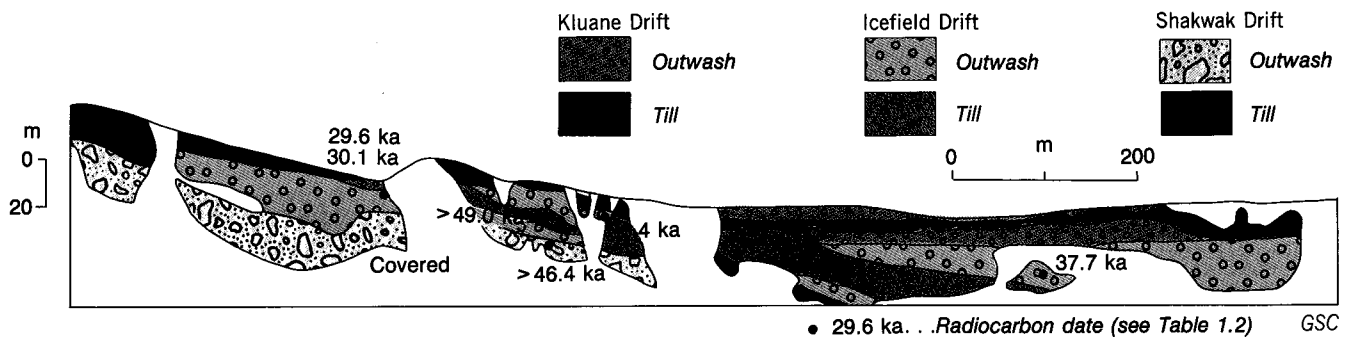 Kluane Drift
Outwash
Till
Icefield Drift
Outwash
Till
Shakwak Drift
Outwash
Till
m
0
20
0 m 200
29.6 ka
30.1 ka
>49.0
4 ka
>46.4 ka
Covered
37.7 ka
● 29.6 ka. . .Radiocarbon date (see Table 1.2)
GSC